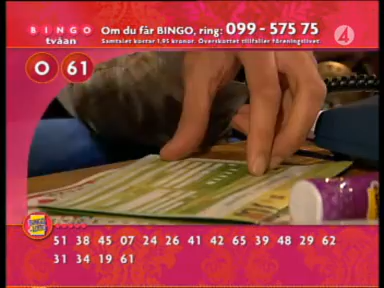 BINGO
tvåan
Om du får BINGO, ring: 099 - 575 75
Samtalet kostar 1,95 kronor. Överskottet tillfaller föreningslivet
4
O 61
51 38 45 07 24 26 41 42 65 39 48 29 62
31 34 19 61